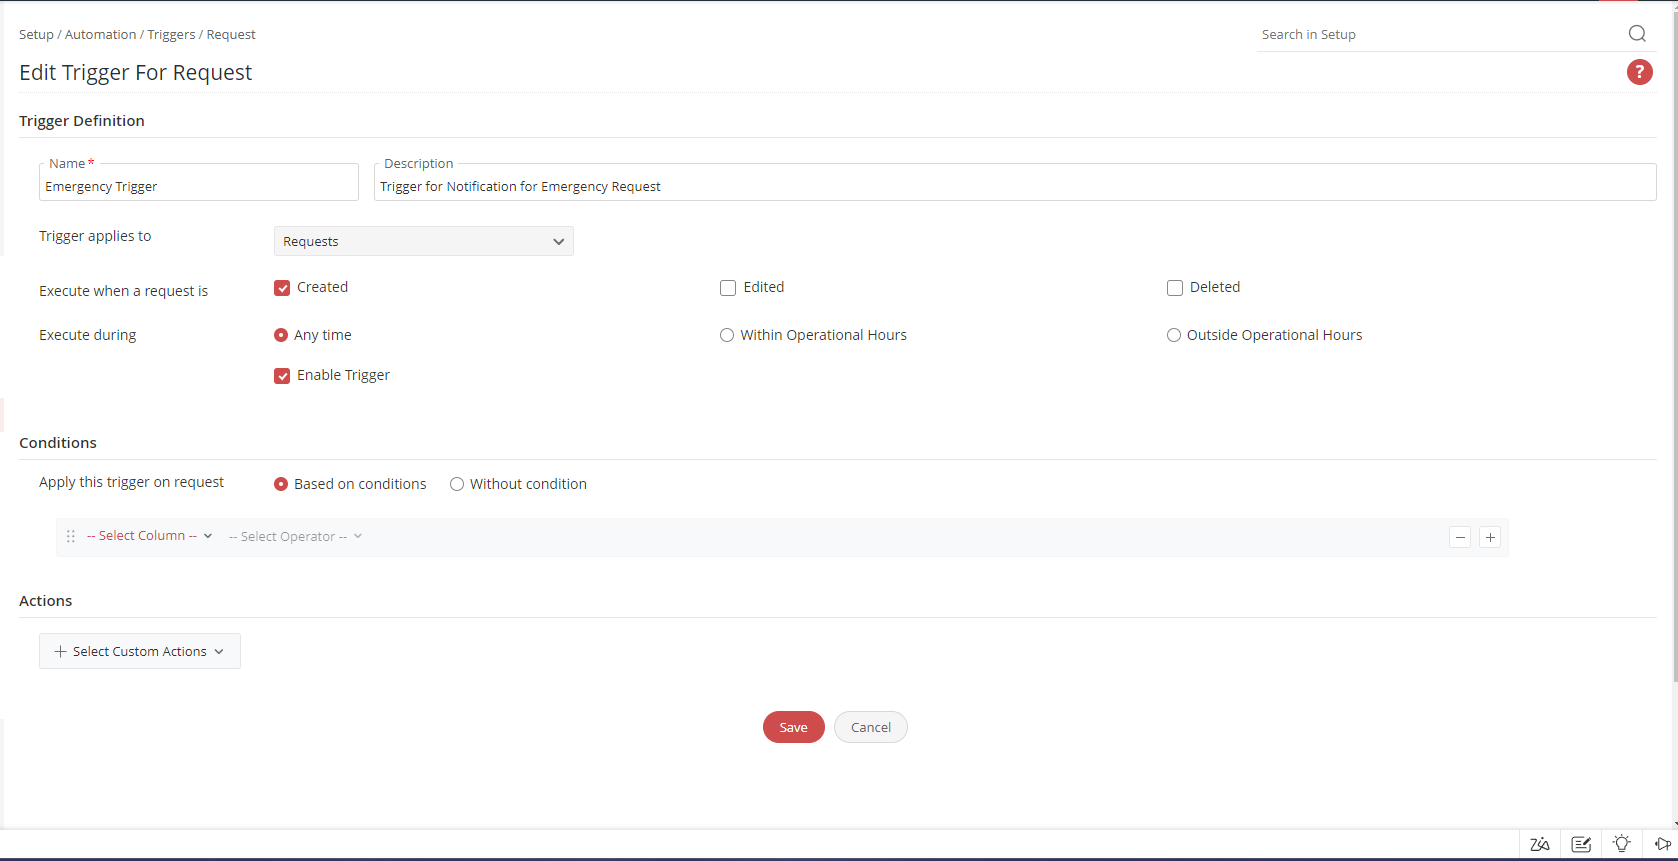 Setup / Automation / Triggers / Request
Search in Setup
Edit Trigger For Request
?
Trigger Definition
Name *
Emergency Trigger
Description
Trigger for Notification for Emergency Request
Trigger applies to
Requests
Execute when a request is
Created
Edited
Deleted
Execute during
Any time
Within Operational Hours
Outside Operational Hours
Enable Trigger
Conditions
Apply this trigger on request
Based on conditions
Without condition
-- Select Column --
-- Select Operator --
Actions
Select Custom Actions
Save
Cancel